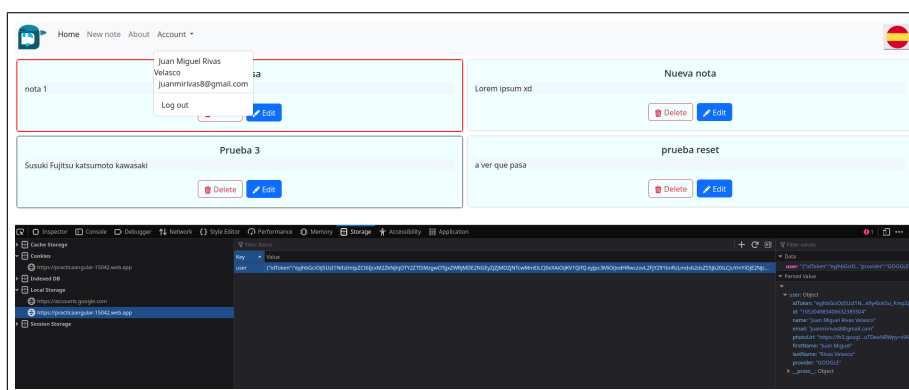 Home New note About Account
Juan Miguel Rivas
Velasco
juanmirivas8@gmail.com
Log out
sa
nota 1
Edit
Nueva nota
Lorem ipsum xd
Delete Edit
Prueba 3
Susuki Fujitsu katsumoto kawasaki
Delete Edit
prueba reset
a ver que pasa
Delete Edit
Inspector Console Debugger Network Style Editor Performance Memory Storage Accessibility Application 1
Cache Storage
Cookies
https://practicaangular-15042.web.app
Indexed DB
Local Storage
https://accounts.google.com
https://practicaangular-15042.web.app
Session Storage
Filter Items
Key Value
user
Filter values
Data
Parsed Value
user: Object
name: "Juan Miguel Rivas Velasco"
email: "juanmirivas8@gmail.com"
firstName: "Juan Miguel"
lastName: "Rivas Velasco"
provider: "GOOGLE"
__proto__: Object